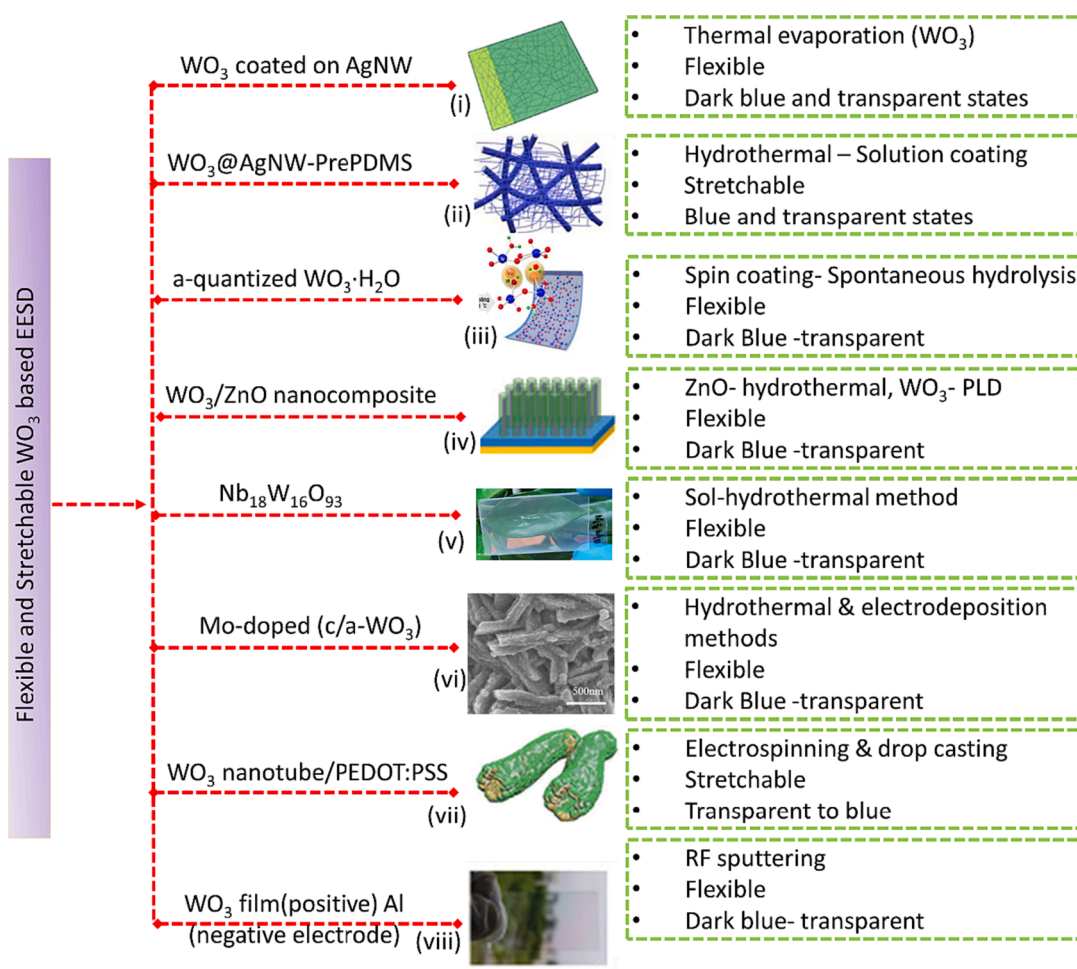 Flexible and Stretchable WO₃ based EESD
WO₃ coated on AgNW
(i)
• Thermal evaporation (WO₃)
• Flexible
• Dark blue and transparent states
WO₃@AgNW-PrePDMS
(ii)
• Hydrothermal – Solution coating
• Stretchable
• Blue and transparent states
a-quantized WO₃·H₂O
(iii)
• Spin coating- Spontaneous hydrolysis
• Flexible
• Dark Blue -transparent
WO₃/ZnO nanocomposite
(iv)
• ZnO- hydrothermal, WO₃- PLD
• Flexible
• Dark Blue -transparent
Nb₁₈W₁₆O₉₃
(v)
• Sol-hydrothermal method
• Flexible
• Dark Blue -transparent
Mo-doped (c/a-WO₃)
(vi)
500nm
• Hydrothermal & electrodeposition
methods
• Flexible
• Dark Blue -transparent
WO₃ nanotube/PEDOT:PSS
(vii)
• Electrospinning & drop casting
• Stretchable
• Transparent to blue
WO₃ film(positive) Al
(negative electrode)
(viii)
• RF sputtering
• Flexible
• Dark blue- transparent